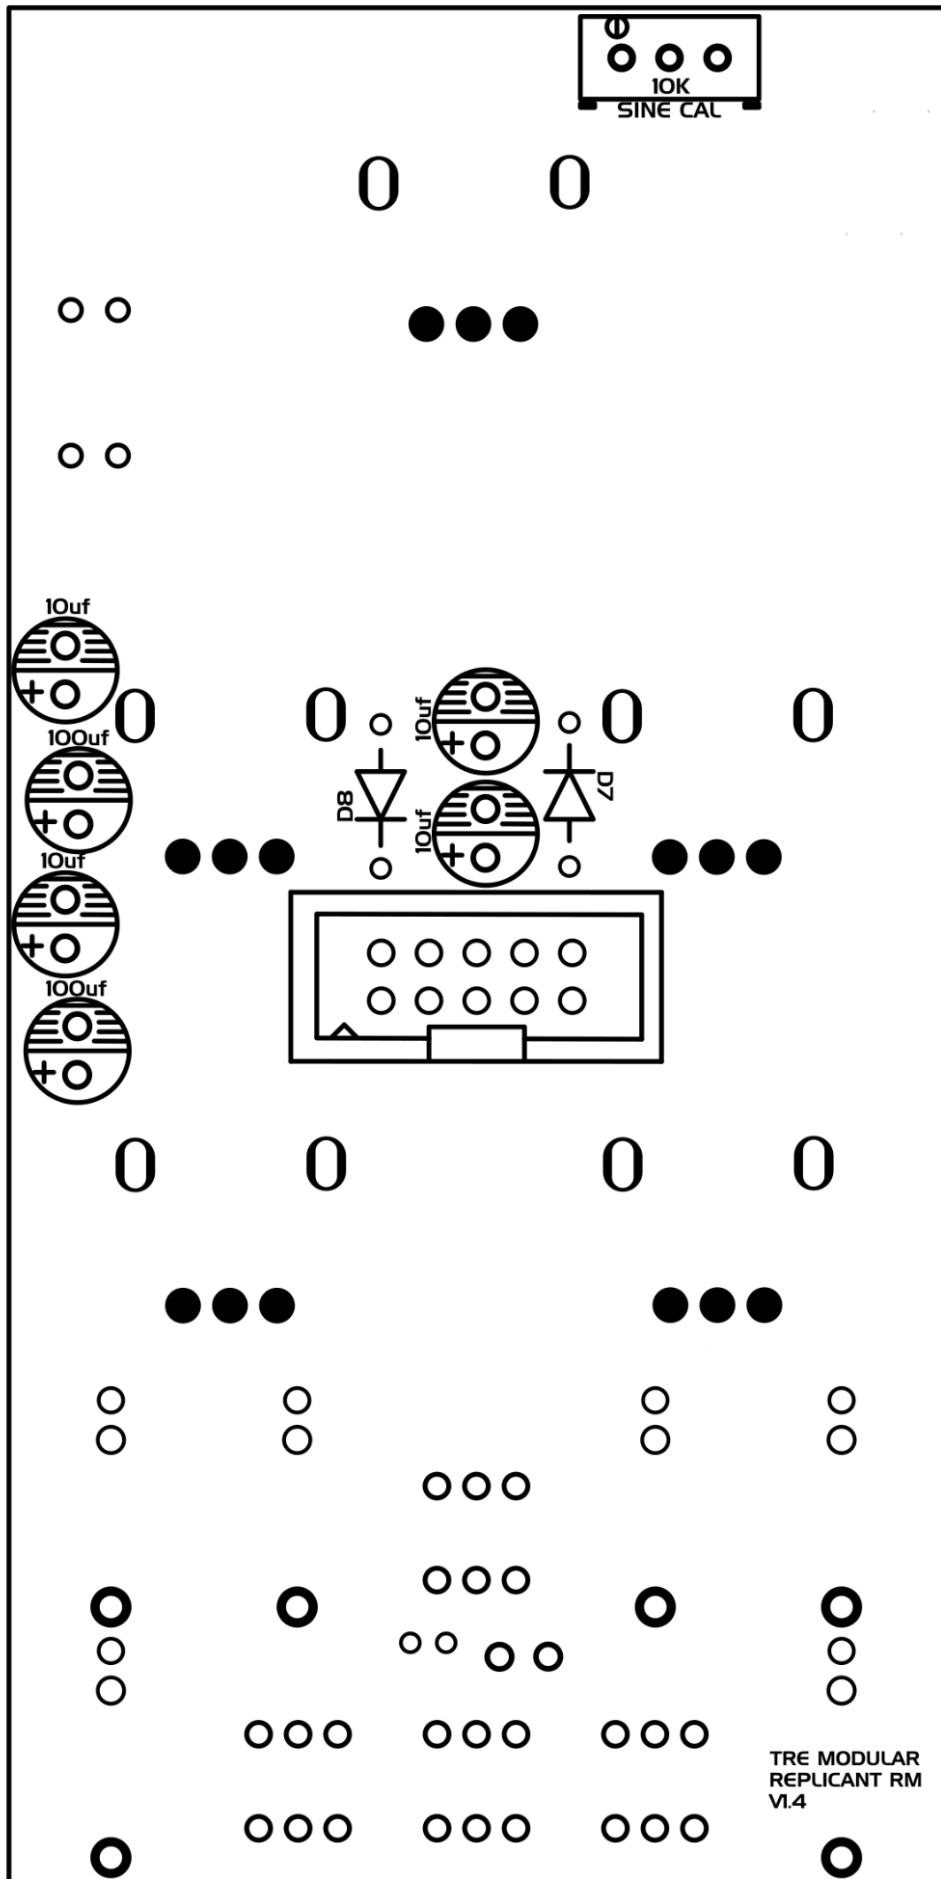 10K
SINE CAL
10uf
100uf
10uf
100uf
10uf
10uf
D8
D7
TRE MODULAR
REPLICANT RM
V1.4